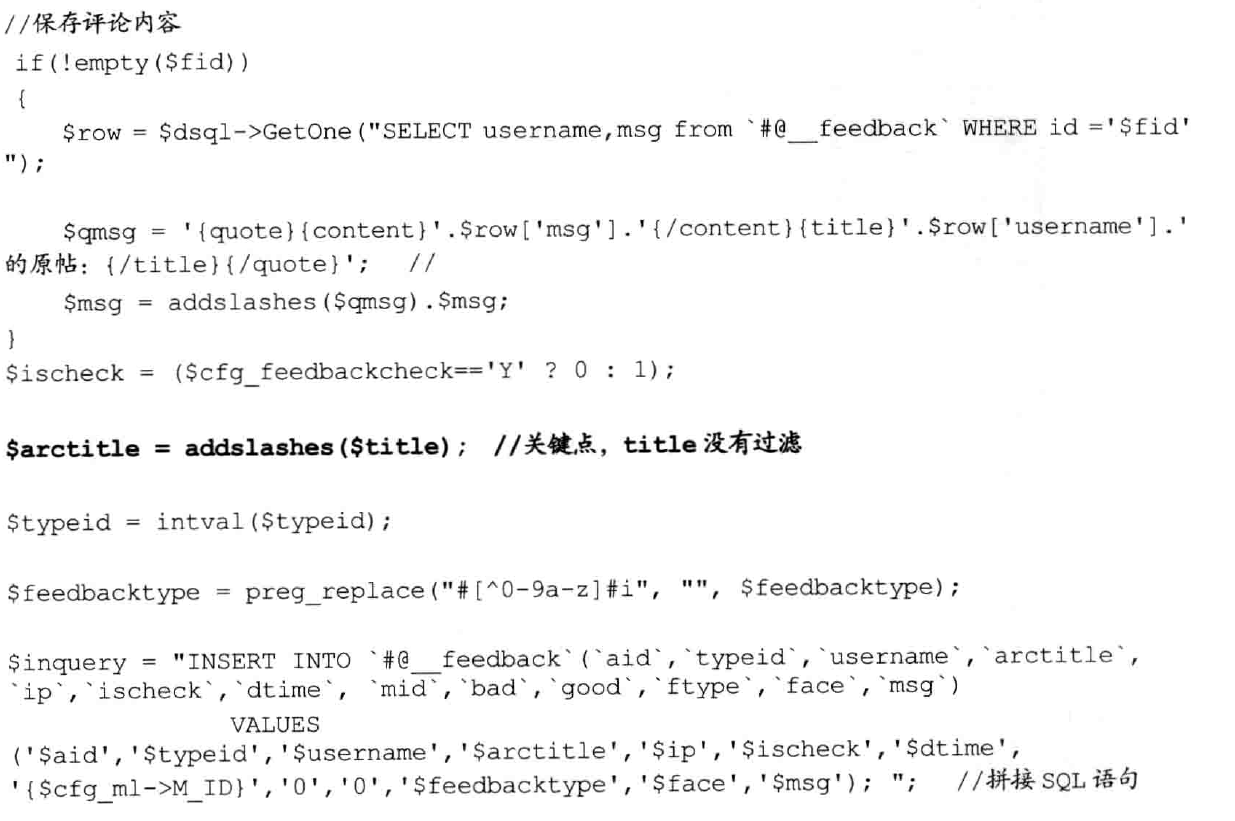 //保存评论内容
if(!empty($fid))
{
$row = $dsql->GetOne("SELECT username,msg from `#@__feedback` WHERE id ='$fid'
");
$qmsg = '{quote}{content}'.$row['msg'].'{/content}{title}'.$row['username'].'
的原帖：{/title}{/quote}'; //
$msg = addslashes($qmsg).$msg;
}
$ischeck = ($cfg_feedbackcheck=='Y' ? 0 : 1);
$arctitle = addslashes($title); //关键点，title 没有过滤
$typeid = intval($typeid);
$feedbacktype = preg_replace("#[^0-9a-z]#i", "", $feedbacktype);
$inquery = "INSERT INTO `#@__feedback`(`aid`,`typeid`,`username`,`arctitle`,
`ip`,`ischeck`,`dtime`, `mid`,`bad`,`good`,`ftype`,`face`,`msg`)
VALUES
('$aid','$typeid','$username','$arctitle','$ip','$ischeck','$dtime',
'{$cfg_ml->M_ID}','0','0','$feedbacktype','$face','$msg'); "; //拼接 SQL 语句